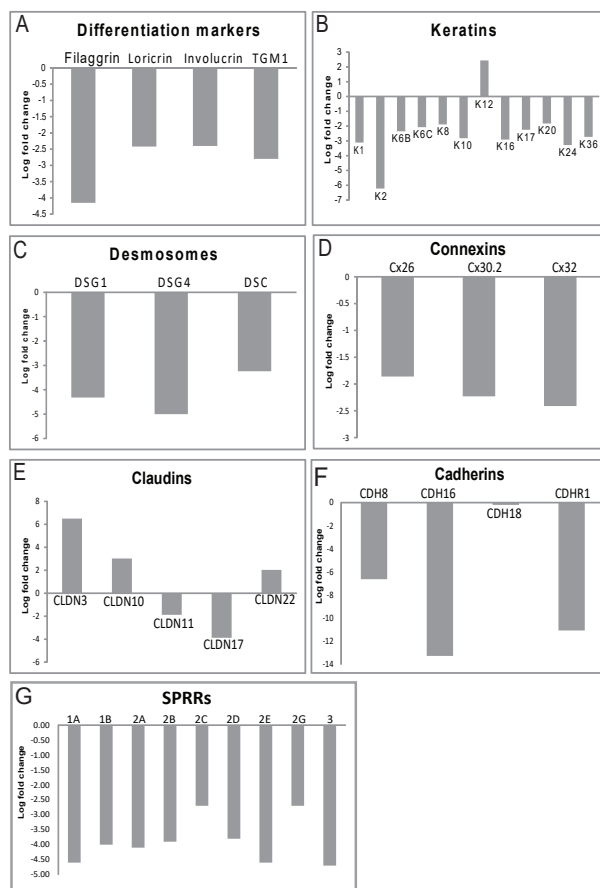 A
Differentiation markers
Filaggrin Loricrin Involucrin TGM1
Log fold change
0
-0.5
-1
-1.5
-2
-2.5
-3
-3.5
-4
-4.5
B
Keratins
Log fold change
3
2
1
0
-1
-2
-3
-4
-5
-6
-7
K1 K2 K6B K6C K8 K10 K12 K16 K17 K20 K24 K36
C
Desmosomes
DSG1 DSG4 DSC
Log fold change
0
-1
-2
-3
-4
-5
-6
D
Connexins
Cx26 Cx30.2 Cx32
Log fold change
0
-0.5
-1
-1.5
-2
-2.5
-3
E
Claudins
Log fold change
8
6
4
2
0
-2
-4
-6
CLDN3 CLDN10 CLDN11 CLDN17 CLDN22
F
Cadherins
CDH8 CDH16 CDH18 CDHR1
Log fold change
0
-2
-4
-6
-8
-10
-12
-14
G
SPRRs
1A 1B 2A 2B 2C 2D 2E 2G 3
Log fold change
0.00
-0.50
-1.00
-1.50
-2.00
-2.50
-3.00
-3.50
-4.00
-4.50
-5.00